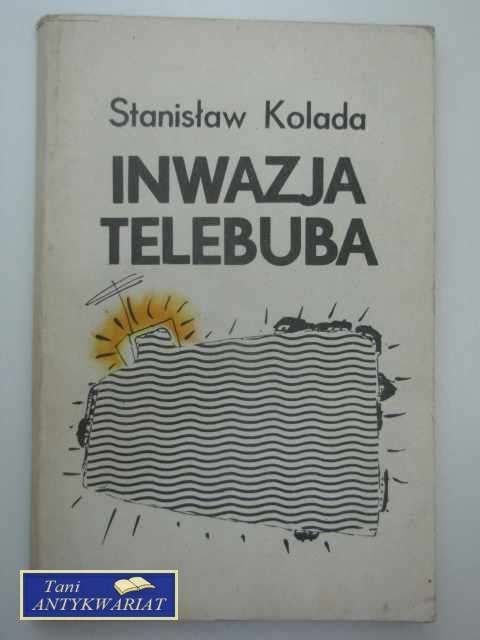 Stanisław Kolada
INWAZJA
TELEBUBA
Tani
ANTYKWARIAT